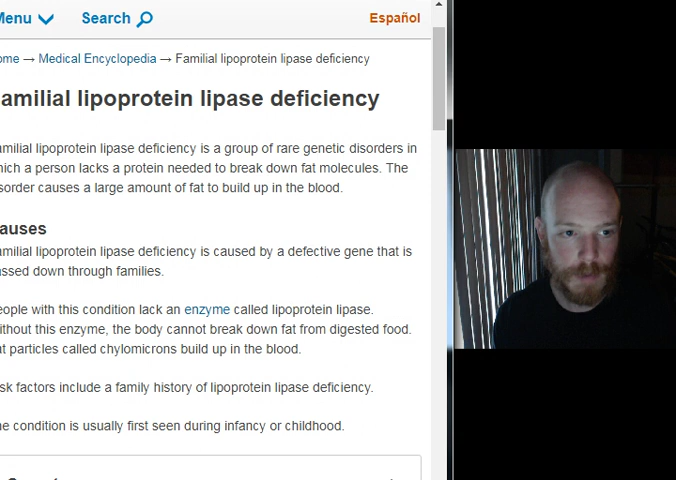 Menu Search Español
ome → Medical Encyclopedia → Familial lipoprotein lipase deficiency
amilial lipoprotein lipase deficiency
amilial lipoprotein lipase deficiency is a group of rare genetic disorders in
hich a person lacks a protein needed to break down fat molecules. The
sorder causes a large amount of fat to build up in the blood.
auses
amilial lipoprotein lipase deficiency is caused by a defective gene that is
assed down through families.
eople with this condition lack an enzyme called lipoprotein lipase.
ithout this enzyme, the body cannot break down fat from digested food.
at particles called chylomicrons build up in the blood.
sk factors include a family history of lipoprotein lipase deficiency.
he condition is usually first seen during infancy or childhood.